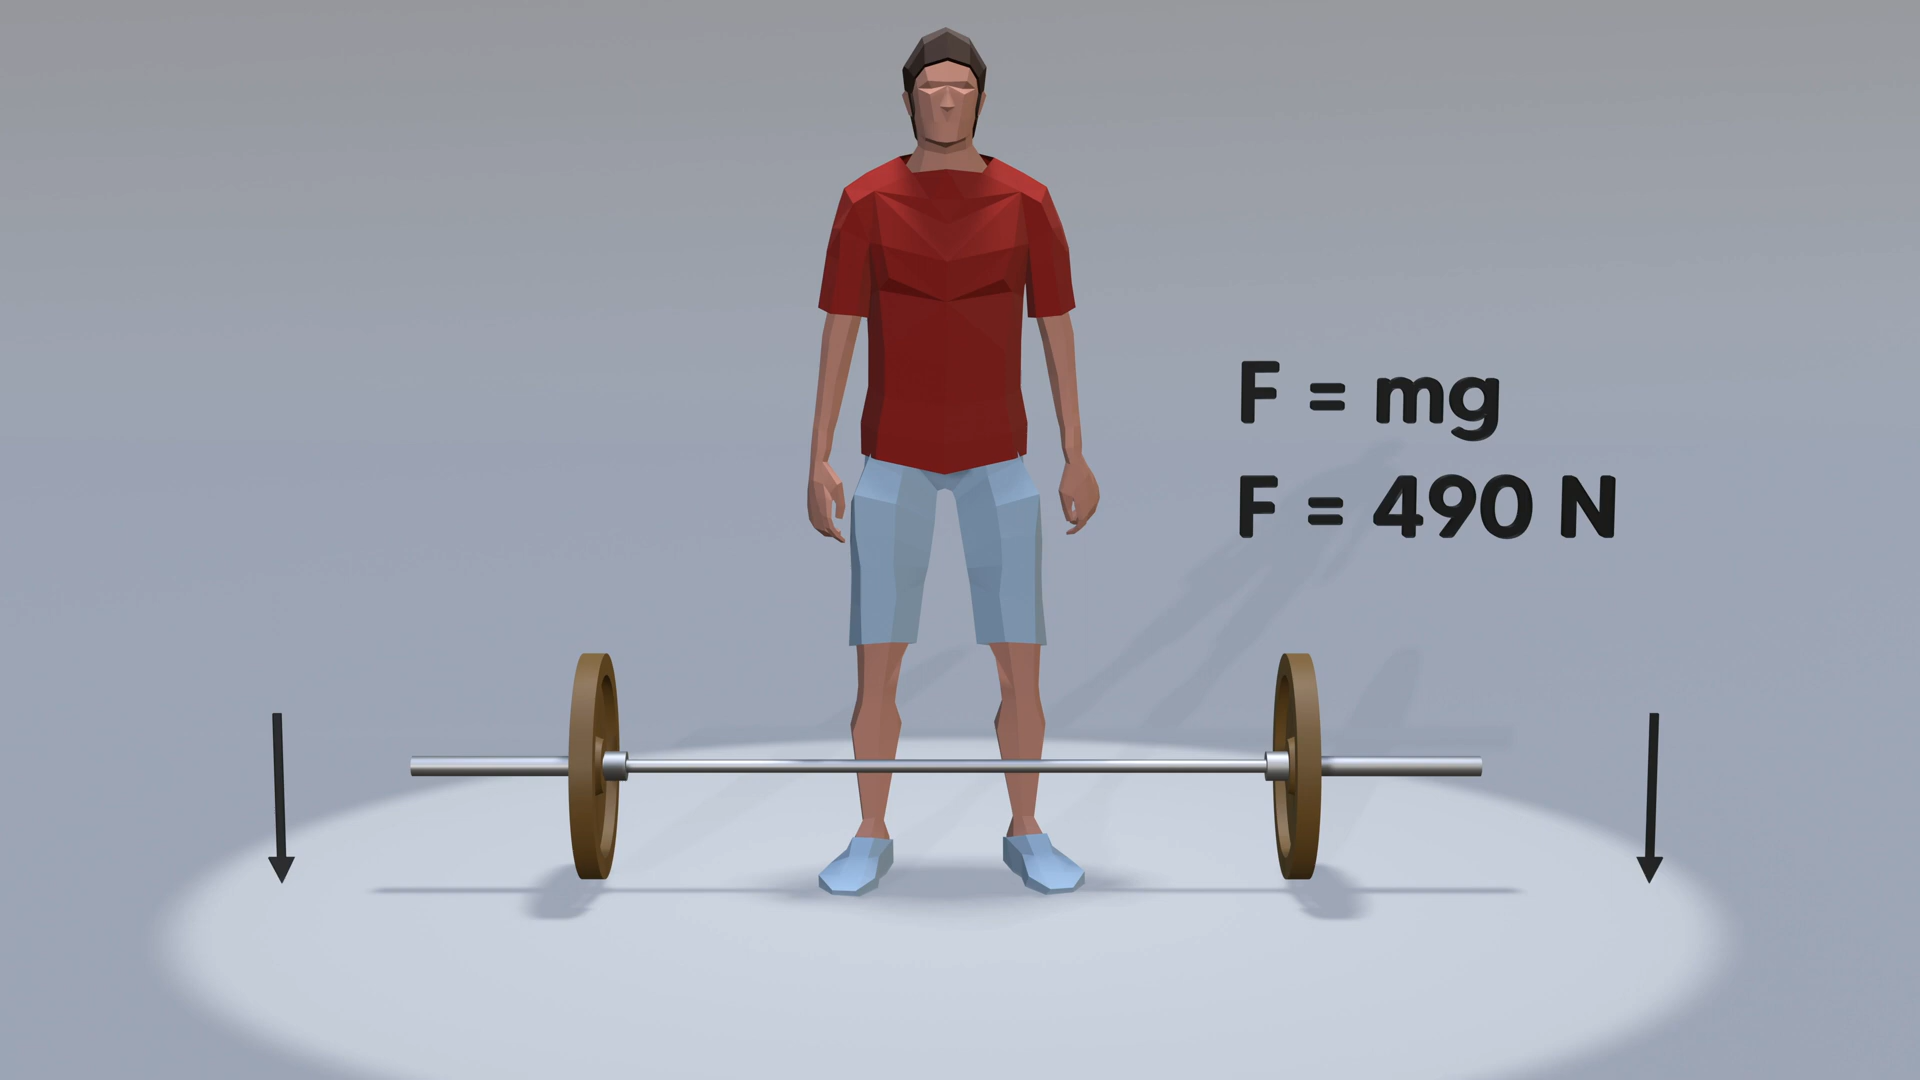 F = mg
F = 490 N